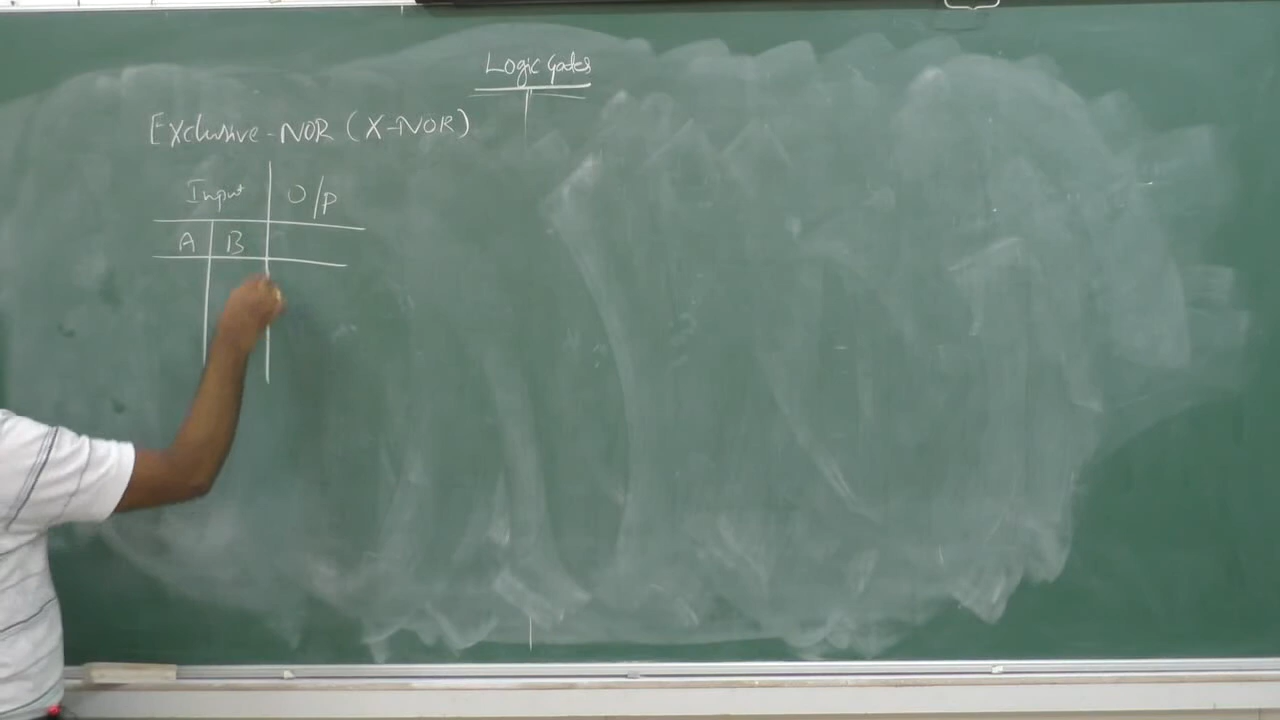 Logic Gates
Exclusive-NOR (X-NOR)
Input O/P
A B